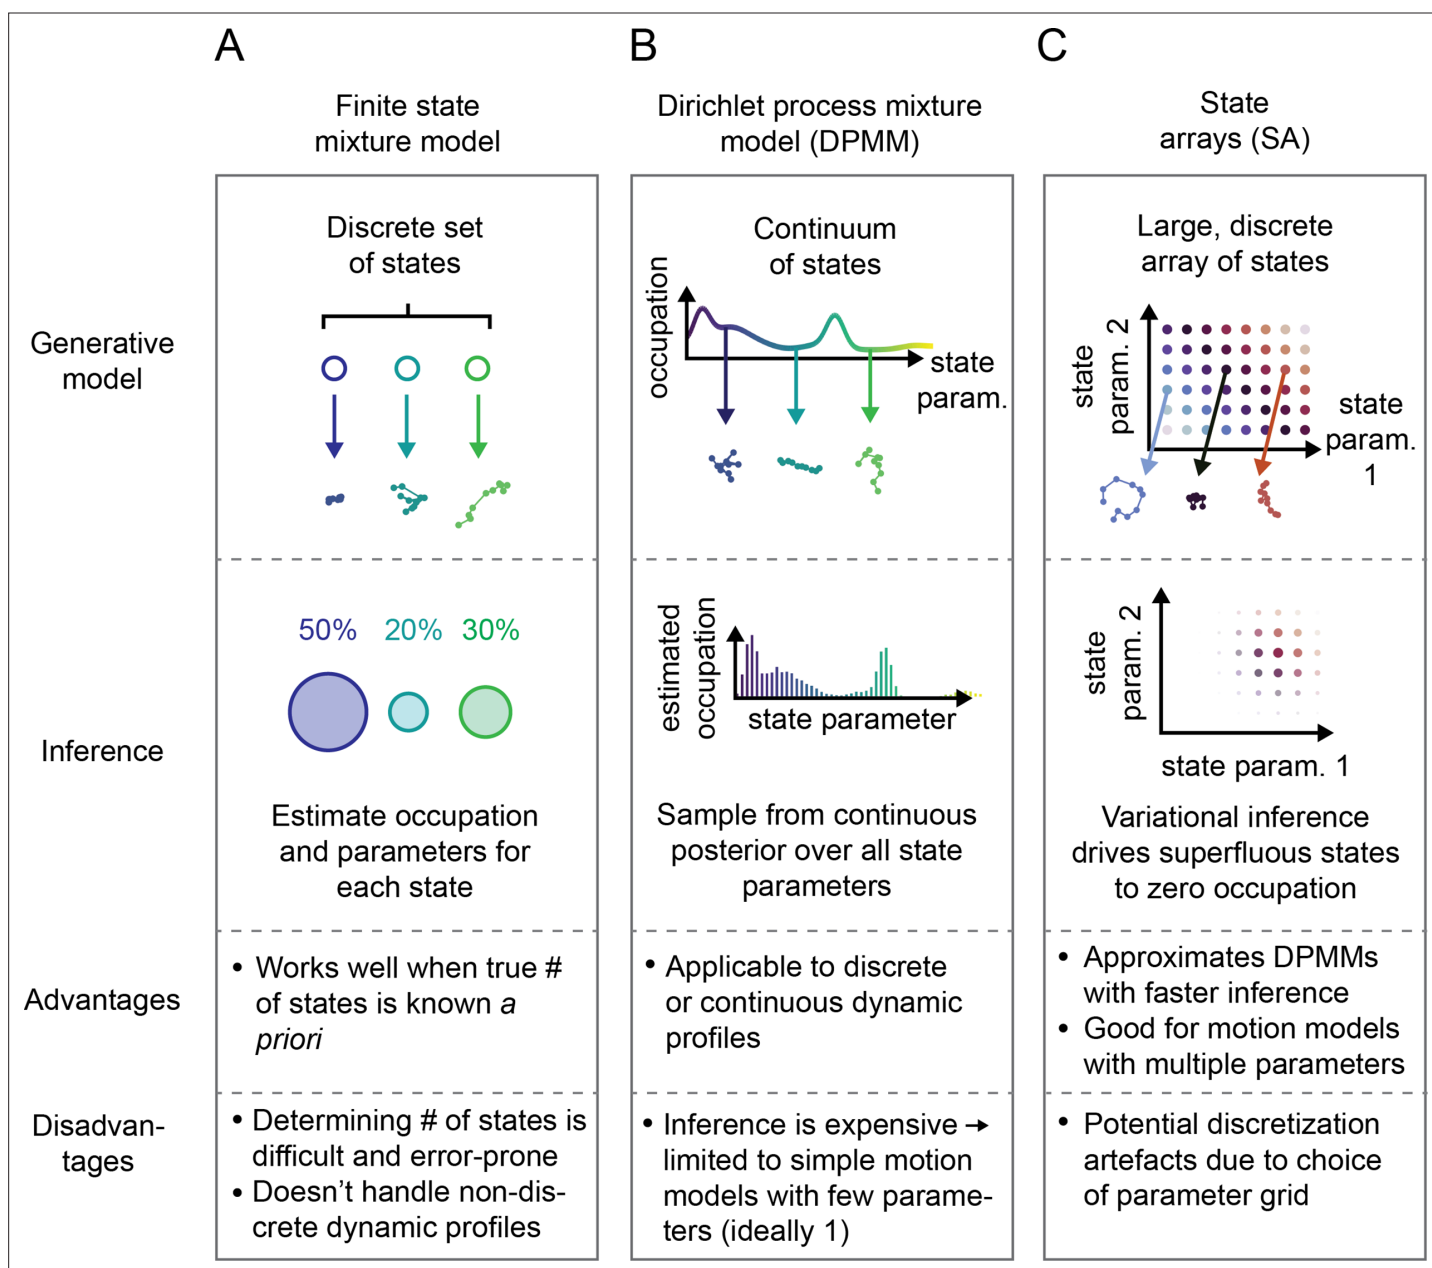 A
B
C
Finite state
mixture model
Dirichlet process mixture
model (DPMM)
State
arrays (SA)
Generative
model
Discrete set
of states
Continuum
of states
occupation
state
param.
Large, discrete
array of states
state
param. 2
state
param.
1
Inference
50%
20%
30%
Estimate occupation
and parameters for
each state
estimated
occupation
state parameter
Sample from continuous
posterior over all state
parameters
state
param. 2
state param. 1
Variational inference
drives superfluous states
to zero occupation
Advantages
• Works well when true #
of states is known a
priori
• Applicable to discrete
or continuous dynamic
profiles
• Approximates DPMMs
with faster inference
• Good for motion models
with multiple parameters
Disadvan-
tages
• Determining # of states is
difficult and error-prone
• Doesn’t handle non-dis-
crete dynamic profiles
• Inference is expensive →
limited to simple motion
models with few parame-
ters (ideally 1)
• Potential discretization
artefacts due to choice
of parameter grid